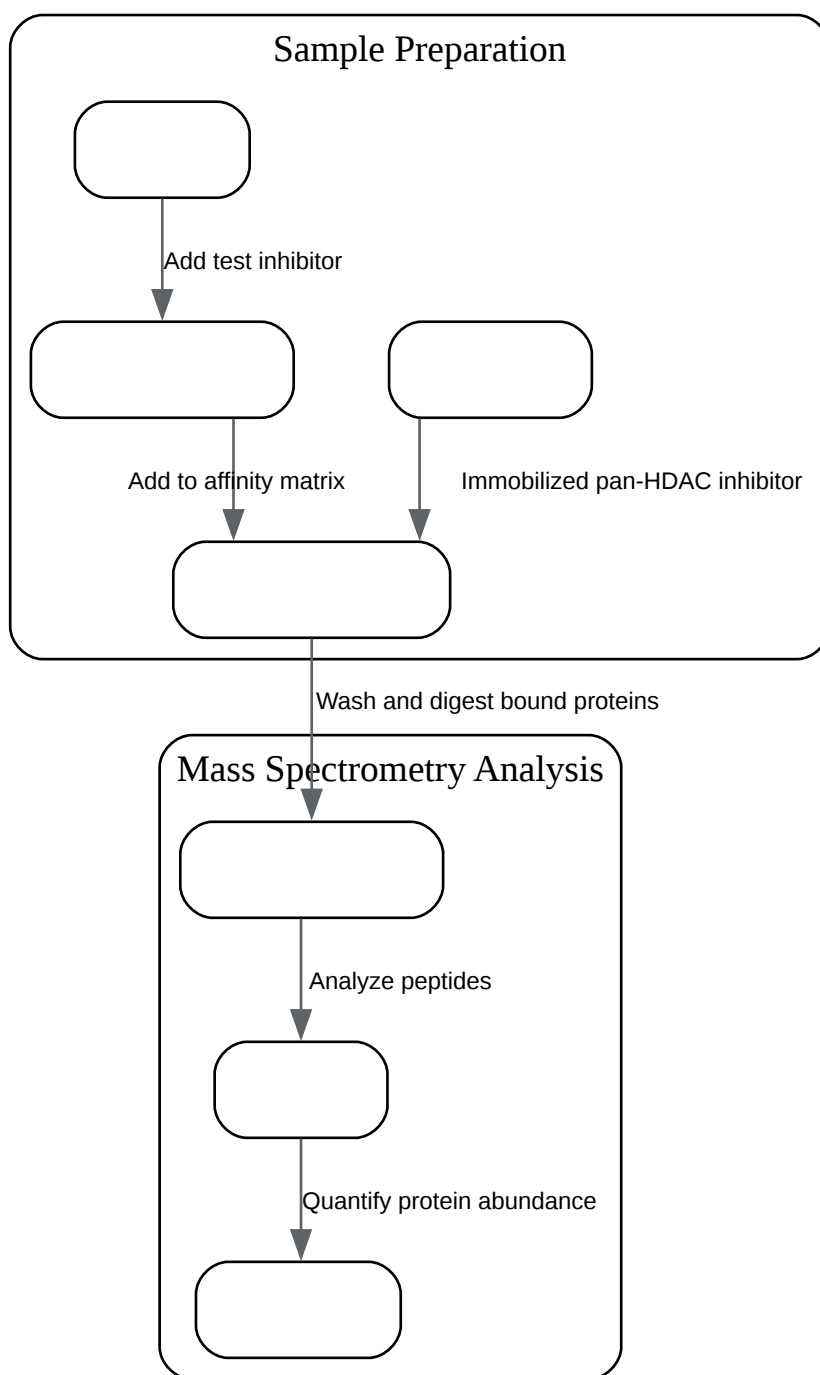 Sample Preparation
Add test inhibitor
Add to affinity matrix
Immobilized pan-HDAC inhibitor
Wash and digest bound proteins
Mass Spectrometry Analysis
Analyze peptides
Quantify protein abundance